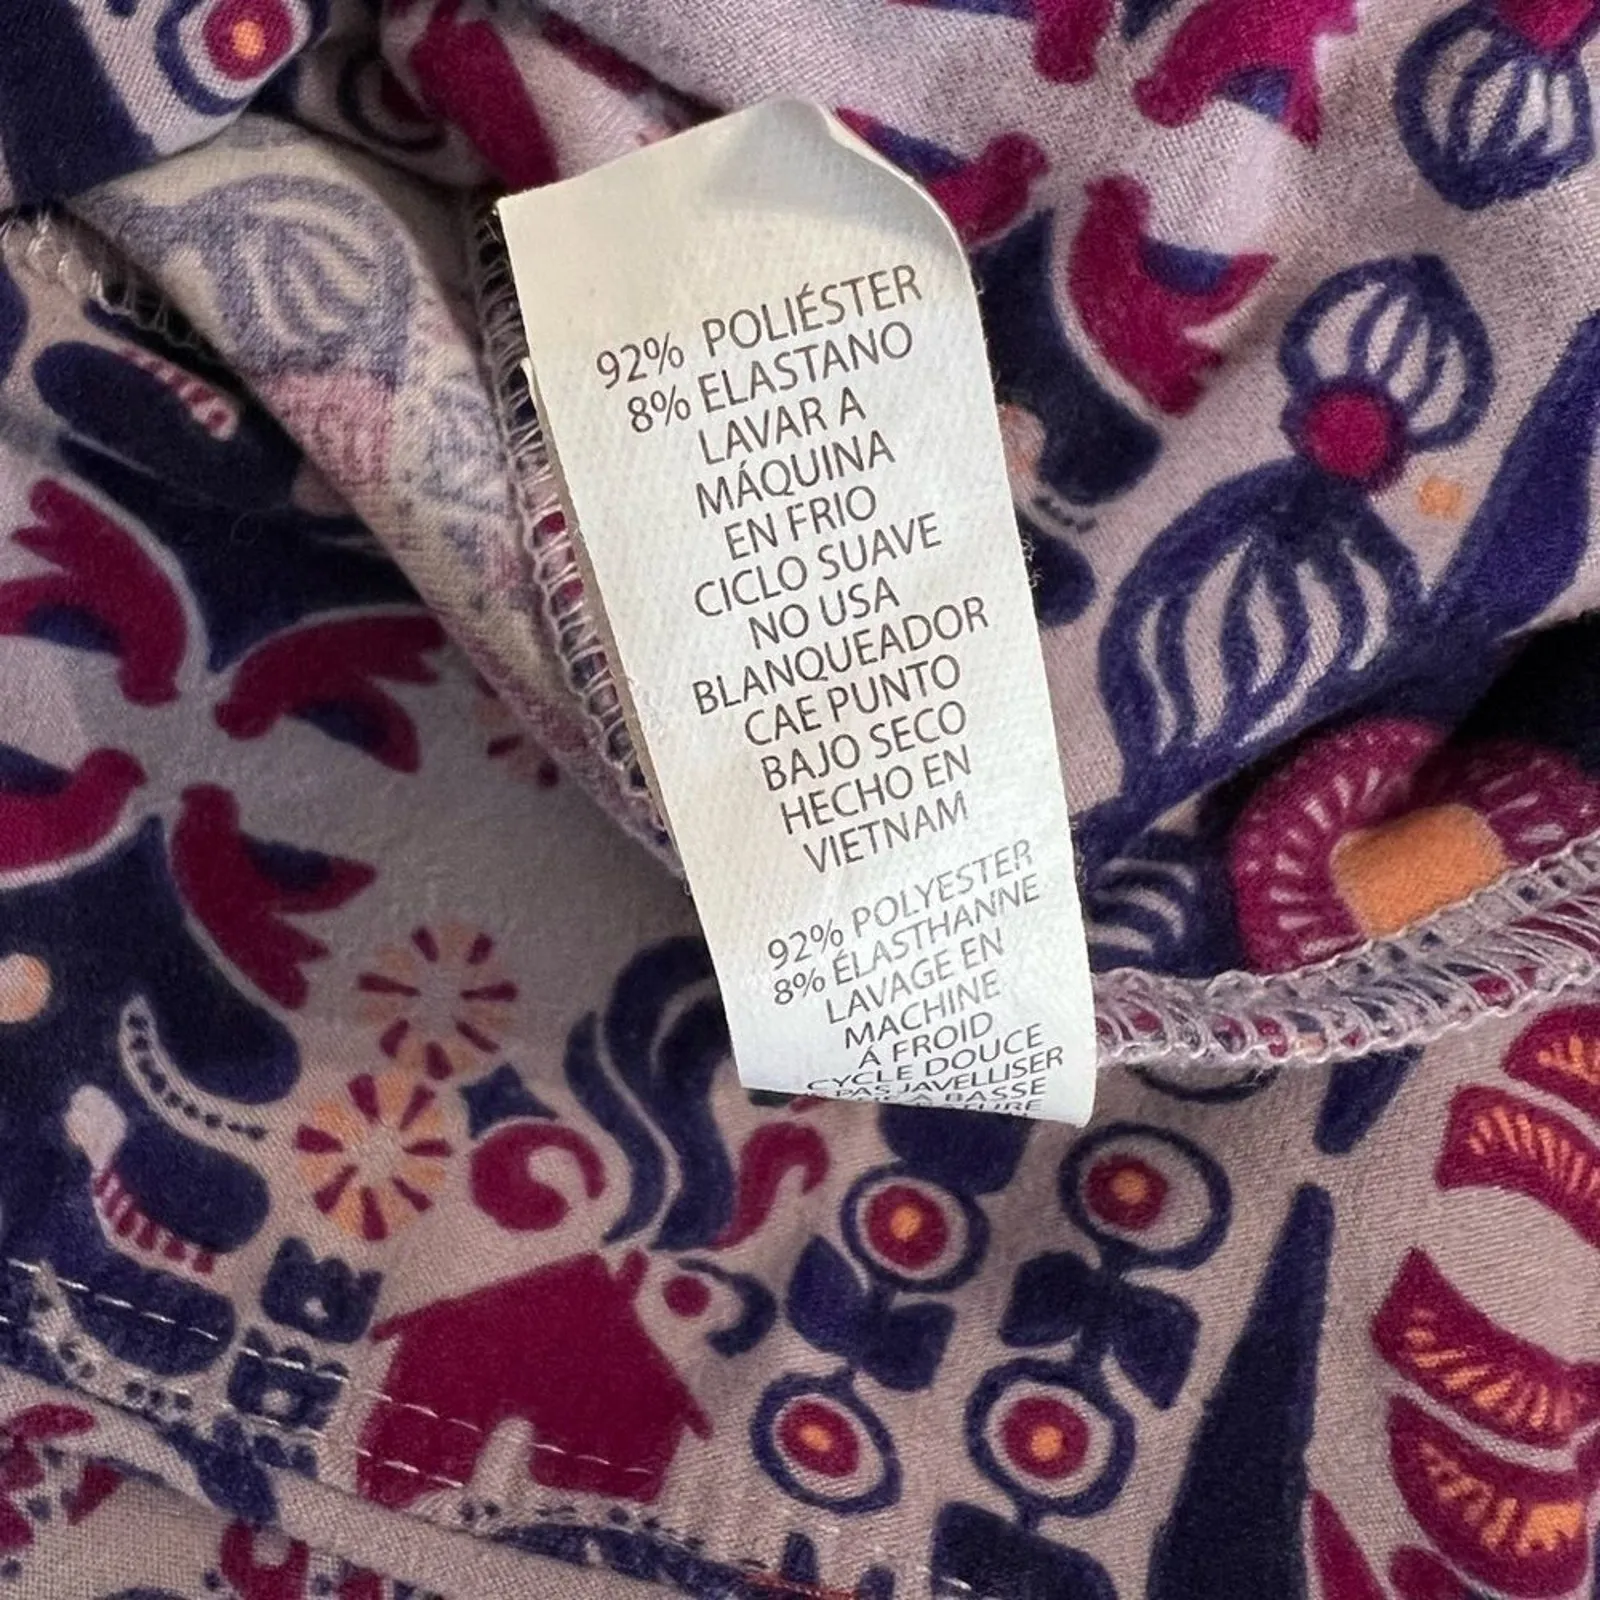 92% POLIÉSTER
8% ELASTANO
LAVAR A
MÁQUINA
EN FRIO
CICLO SUAVE
NO USA
BLANQUEADOR
CAE PUNTO
BAJO SECO
HECHO EN
VIETNAM
92% POLYESTER
8% ÉLASTHANNE
LAVAGE EN
MACHINE
Á FROID
CYCLE DOUCE
PAS JAVELLISER
A BASSE